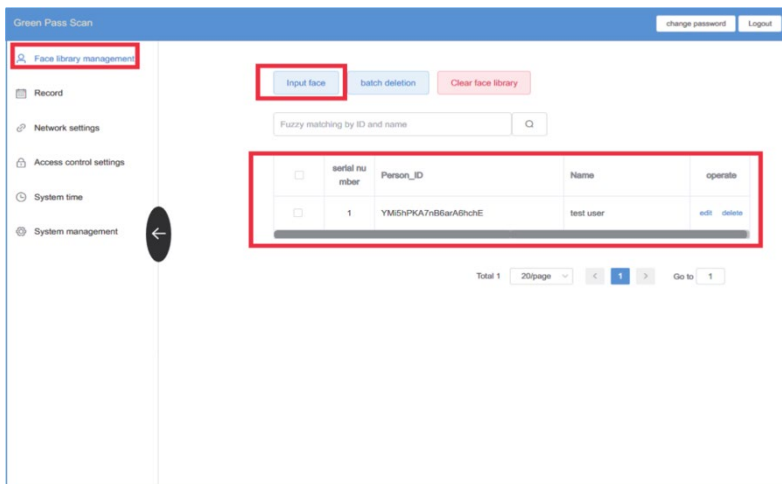 Green Pass Scan
change password
Logout
Face library management
Record
Network settings
Access control settings
System time
System management
Input face
batch deletion
Clear face library
Fuzzy matching by ID and name
serial nu
mber
Person_ID
Name
operate
1
YMi5hPKA7nB6arA6hchE
test user
edit
delete
Total 1
20/page
1
Go to
1